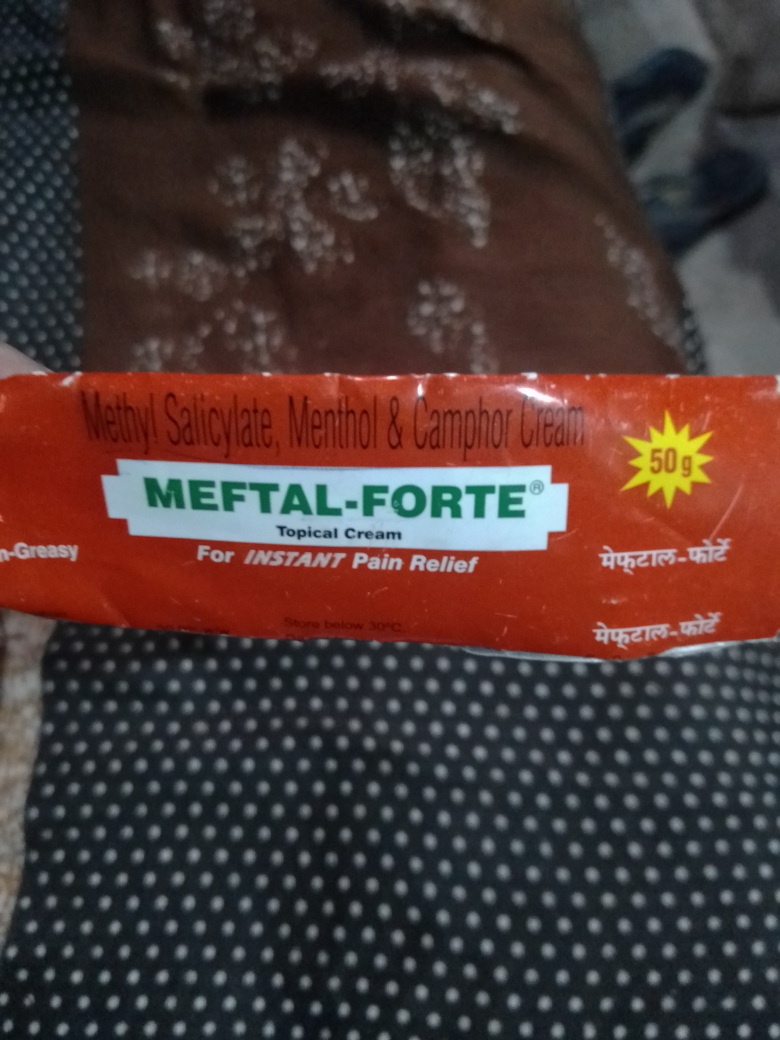 Methyl Salicylate, Menthol & Camphor Cream
50 g
MEFTAL-FORTE®
Topical Cream
n-Greasy
For INSTANT Pain Relief
मेफ्टाल-फोर्टे
Store below 30°C.
मेफ्टाल-फोर्टे